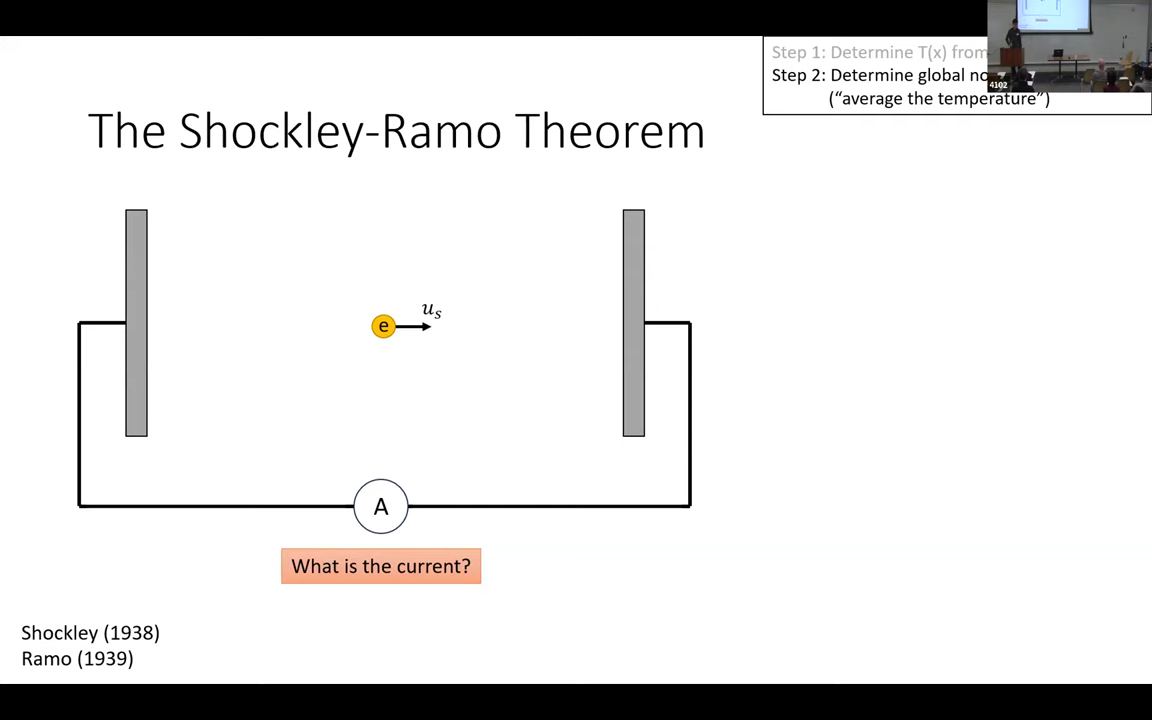 Step 1: Determine T(x) from
Step 2: Determine global
("average the temperature")
4102
The Shockley-Ramo Theorem
u_s
e
A
What is the current?
Shockley (1938)
Ramo (1939)